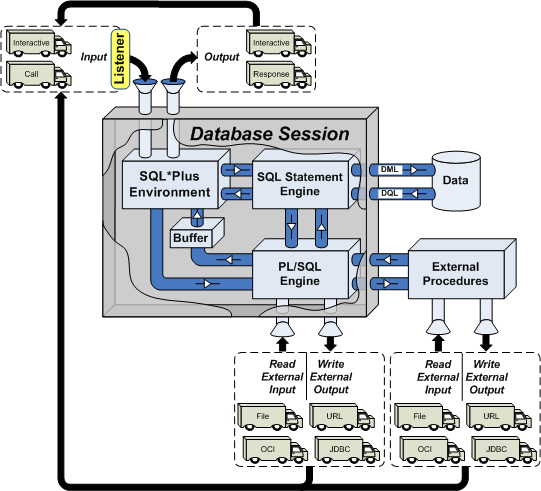 Interactive
Call
Input
Listener
Output
Interactive
Response
Database Session
SQL*Plus
Environment
SQL Statement
Engine
DML
DQL
Data
Buffer
PL/SQL
Engine
External
Procedures
Read
External
Input
Write
External
Output
File
URL
OCI
JDBC
Read
External
Input
Write
External
Output
File
URL
OCI
JDBC